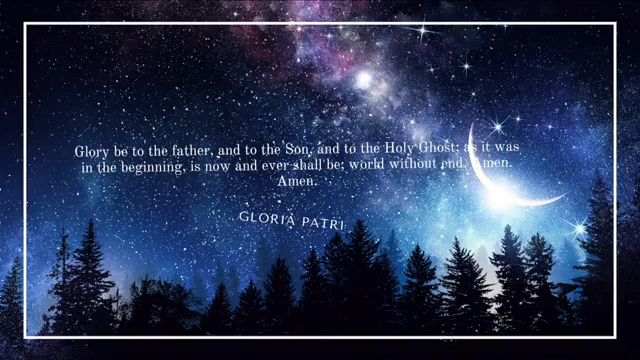 Glory be to the father, and to the Son, and to the Holy Ghost; as it was
in the beginning, is now and ever shall be; world without end. Amen.
Amen.
GLORIA PATRI